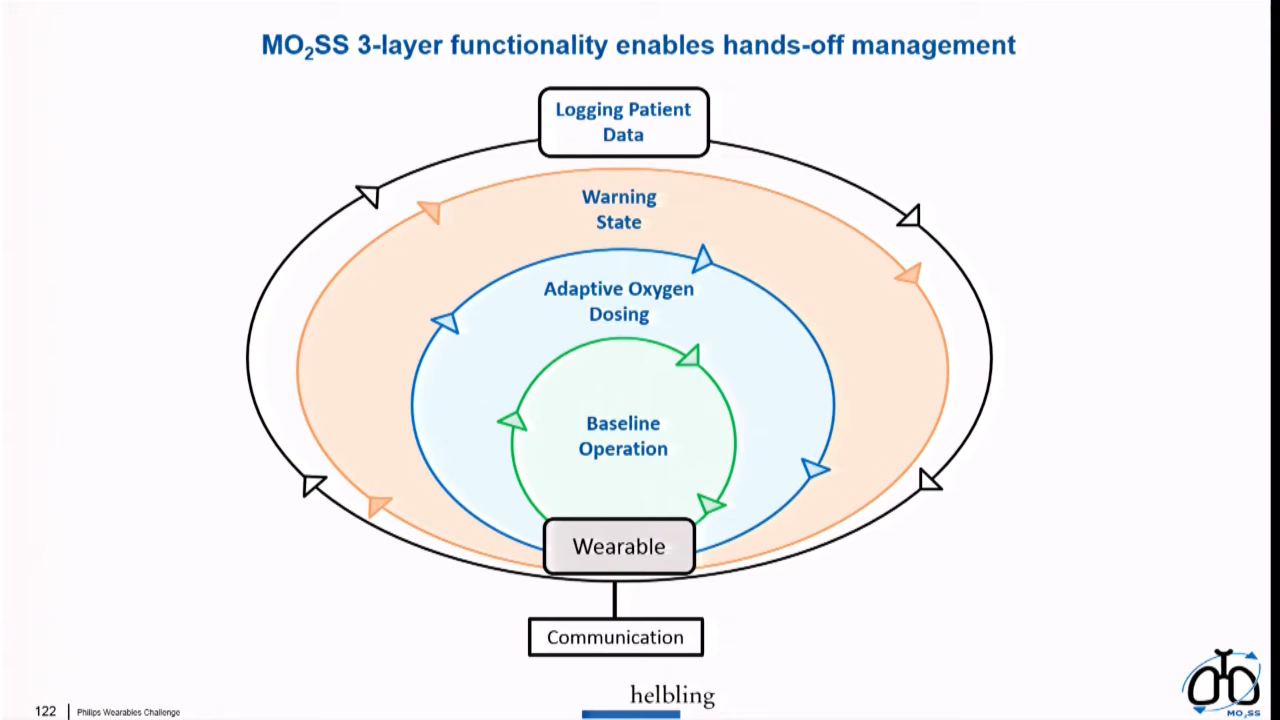 MO₂SS 3-layer functionality enables hands-off management
Logging Patient
Data
Warning
State
Adaptive Oxygen
Dosing
Baseline
Operation
Wearable
Communication
helbling
122
Philips Wearables Challenge
MO₂SS